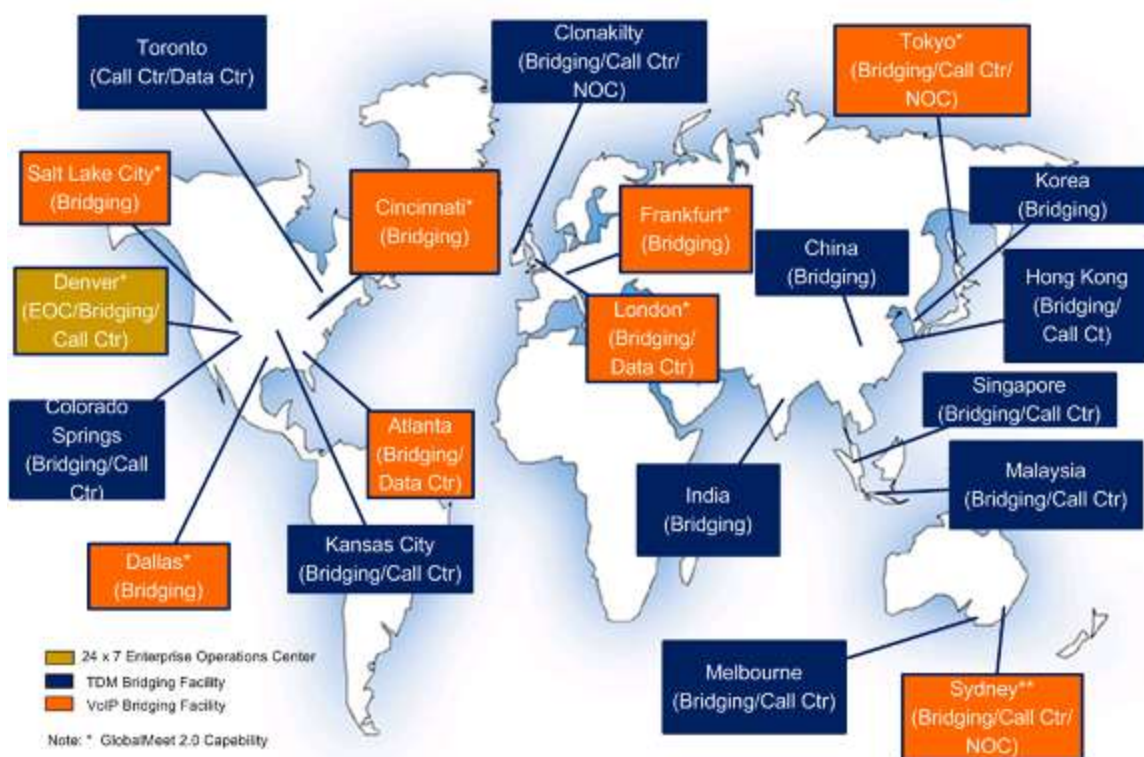 Toronto
(Call Ctr/Data Ctr)
Clonakilty
(Bridging/Call Ctr/
NOC)
Tokyo*
(Bridging/Call Ctr/
NOC)
Salt Lake City*
(Bridging)
Cincinnati*
(Bridging)
Frankfurt*
(Bridging)
Korea
(Bridging)
China
(Bridging)
Denver*
(EOC/Bridging/
Call Ctr)
London*
(Bridging/
Data Ctr)
Hong Kong
(Bridging/
Call Ct)
Colorado
Springs
(Bridging/Call
Ctr)
Atlanta
(Bridging/
Data Ctr)
Singapore
(Bridging/Call Ctr)
India
(Bridging)
Malaysia
(Bridging/Call Ctr)
Dallas*
(Bridging)
Kansas City
(Bridging/Call Ctr)
Melbourne
(Bridging/Call Ctr)
Sydney**
(Bridging/Call Ctr/
NOC)
24 x 7 Enterprise Operations Center
TDM Bridging Facility
VoIP Bridging Facility
Note: * GlobalMeet 2.0 Capability